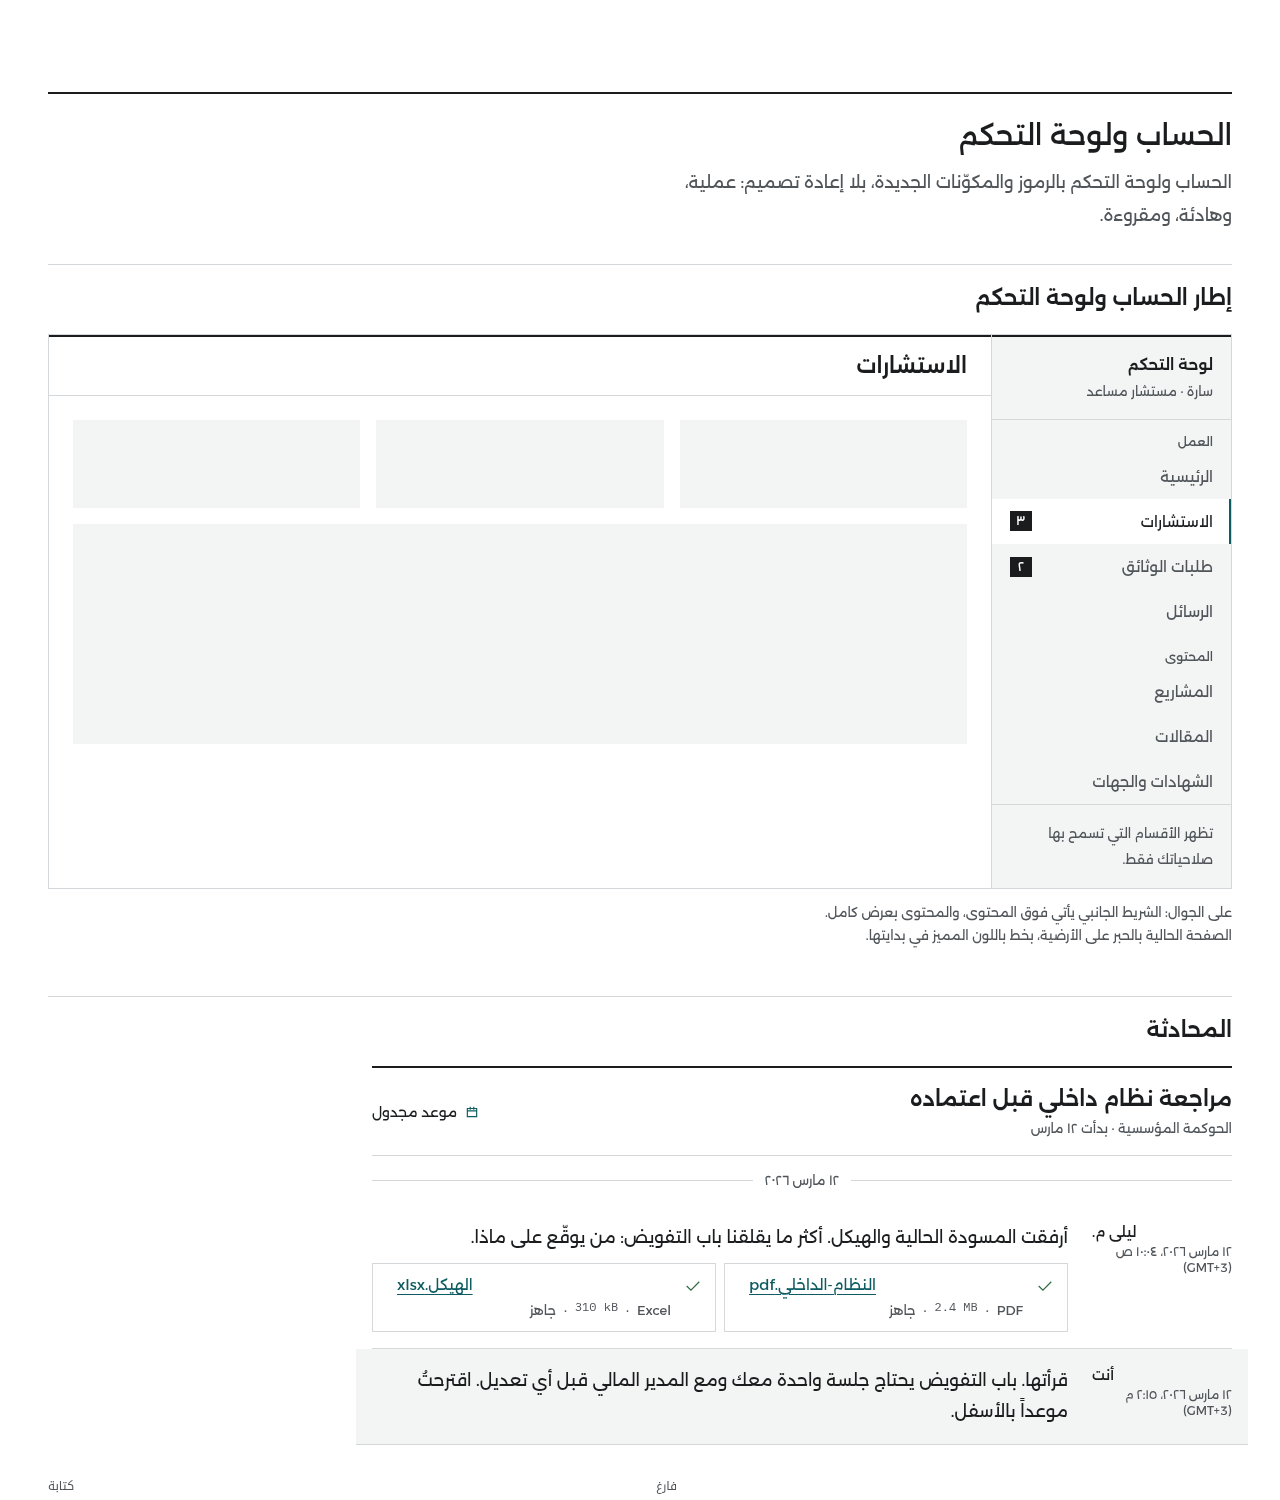 الحساب ولوحة التحكم
الحساب ولوحة التحكم بالرموز والمكوّنات الجديدة، بلا إعادة تصميم: عملية،
وهادئة، ومقروءة.
إطار الحساب ولوحة التحكم
لوحة التحكم
سارة · مستشار مساعد
العمل
الرئيسية
الاستشارات ٣
طلبات الوثائق ٢
الرسائل
المحتوى
المشاريع
المقالات
الشهادات والجهات
تظهر الأقسام التي تسمح بها
صلاحياتك فقط.
الاستشارات
على الجوال: الشريط الجانبي يأتي فوق المحتوى، والمحتوى بعرض كامل.
الصفحة الحالية بالحبر على الأرضية، بخط باللون المميز في بدايتها.
المحادثة
مراجعة نظام داخلي قبل اعتماده
الحوكمة المؤسسية · بدأت ١٢ مارس
موعد مجدول
١٢ مارس ٢٠٢٦
ليلى م.
١٢ مارس ٢٠٢٦، ١٠:٠٤ ص
(GMT+3)
أرفقت المسودة الحالية والهيكل. أكثر ما يقلقنا باب التفويض: من يوقّع على ماذا.
النظام-الداخلي.pdf
PDF · 2.4 MB · جاهز
الهيكل.xlsx
Excel · 310 kB · جاهز
أنت
١٢ مارس ٢٠٢٦، ٢:١٥ م
(GMT+3)
قرأتها. باب التفويض يحتاج جلسة واحدة معك ومع المدير المالي قبل أي تعديل. اقترحتُ
موعداً بالأسفل.
فارغ
كتابة